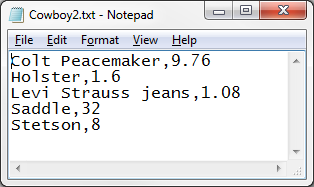 Cowboy2.txt - Notepad
File Edit Format View Help
Colt Peacemaker,9.76
Holster,1.6
Levi Strauss jeans,1.08
Saddle,32
Stetson,8